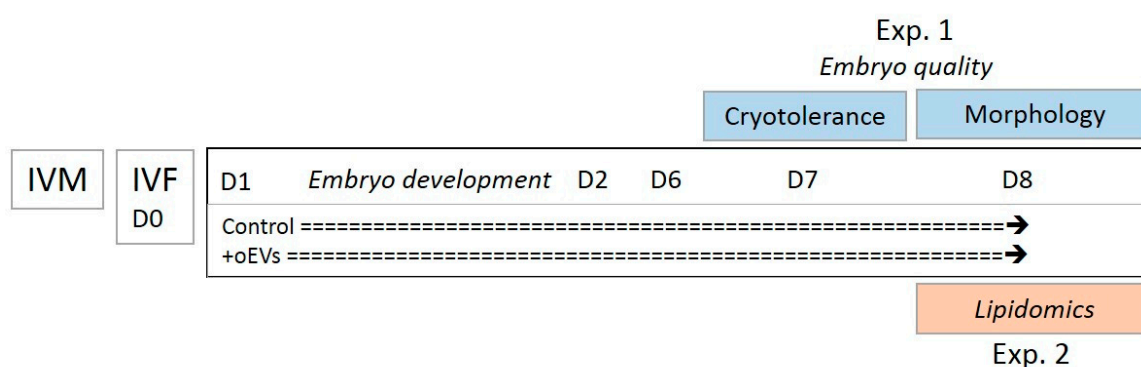 Exp. 1
Embryo quality
Cryotolerance Morphology
IVM IVF D1 Embryo development D2 D6 D7 D8
D0
Control ==========================================================➔
+oEVs ===========================================================➔
Lipidomics
Exp. 2